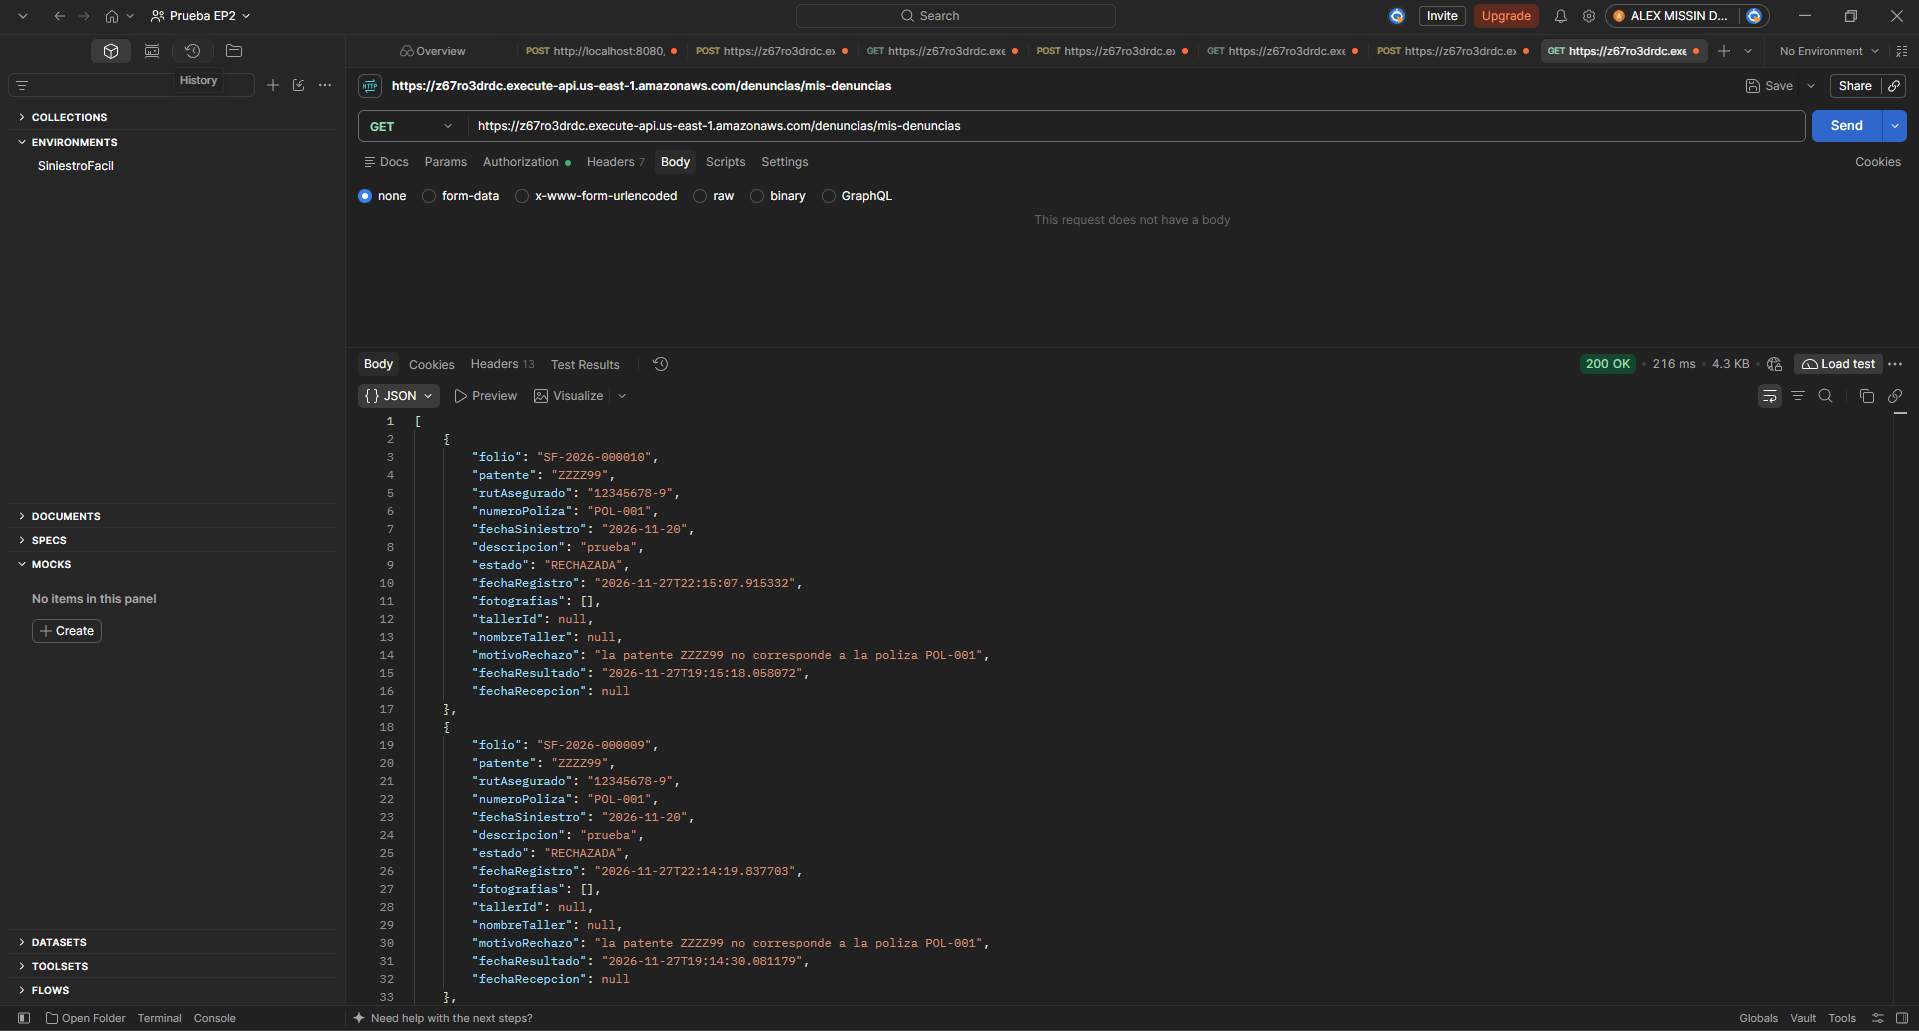 Prueba EP2
Search
Invite
Upgrade
ALEX MISSIN D...
History
Overview
POST http://localhost:8080,
POST https://z67ro3drdc.ex
GET https://z67ro3drdc.exe
POST https://z67ro3drdc.ex
GET https://z67ro3drdc.exe
POST https://z67ro3drdc.ex
GET https://z67ro3drdc.exe
No Environment
COLLECTIONS
ENVIRONMENTS
SiniestroFacil
DOCUMENTS
SPECS
MOCKS
No items in this panel
Create
DATASETS
TOOLSETS
FLOWS
HTTP
https://z67ro3drdc.execute-api.us-east-1.amazonaws.com/denuncias/mis-denuncias
Save
Share
GET
https://z67ro3drdc.execute-api.us-east-1.amazonaws.com/denuncias/mis-denuncias
Send
Docs Params Authorization Headers 7 Body Scripts Settings
Cookies
none form-data x-www-form-urlencoded raw binary GraphQL
This request does not have a body
Body Cookies Headers 13 Test Results
200 OK • 216 ms • 4.3 KB
Load test
{} JSON Preview Visualize
1 [
2 {
3 "folio": "SF-2026-000010",
4 "patente": "ZZZZ99",
5 "rutAsegurado": "12345678-9",
6 "numeroPoliza": "POL-001",
7 "fechaSiniestro": "2026-11-20",
8 "descripcion": "prueba",
9 "estado": "RECHAZADA",
10 "fechaRegistro": "2026-11-27T22:15:07.915332",
11 "fotografias": [],
12 "tallerId": null,
13 "nombreTaller": null,
14 "motivoRechazo": "la patente ZZZZ99 no corresponde a la poliza POL-001",
15 "fechaResultado": "2026-11-27T19:15:18.058072",
16 "fechaRecepcion": null
17 },
18 {
19 "folio": "SF-2026-000009",
20 "patente": "ZZZZ99",
21 "rutAsegurado": "12345678-9",
22 "numeroPoliza": "POL-001",
23 "fechaSiniestro": "2026-11-20",
24 "descripcion": "prueba",
25 "estado": "RECHAZADA",
26 "fechaRegistro": "2026-11-27T22:14:19.837703",
27 "fotografias": [],
28 "tallerId": null,
29 "nombreTaller": null,
30 "motivoRechazo": "la patente ZZZZ99 no corresponde a la poliza POL-001",
31 "fechaResultado": "2026-11-27T19:14:30.081179",
32 "fechaRecepcion": null
33 },
Open Folder Terminal Console
Need help with the next steps?
Globals Vault Tools